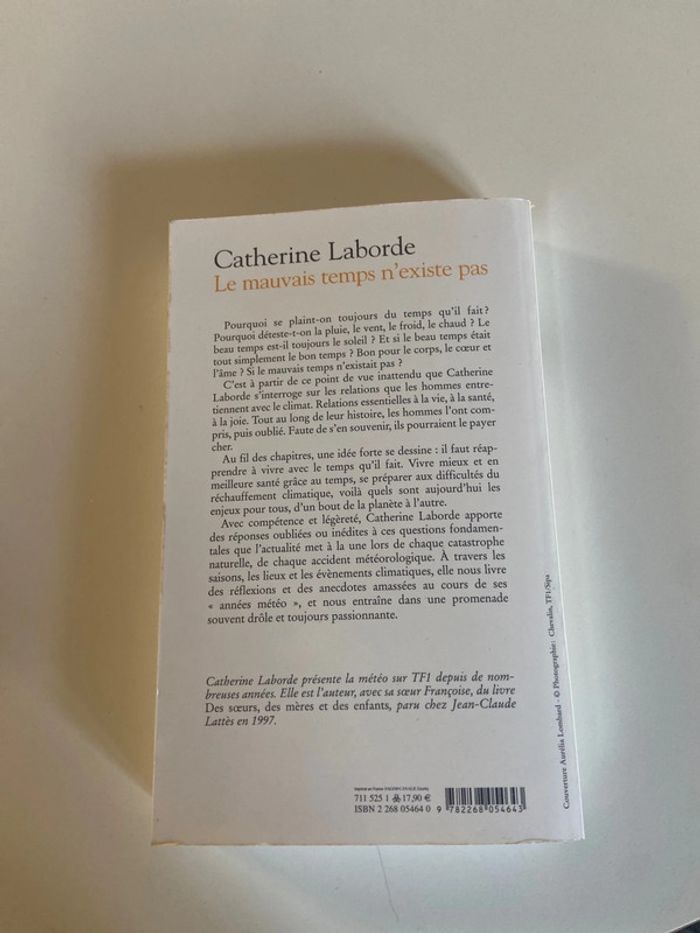 Catherine Laborde
Le mauvais temps n'existe pas
Pourquoi se plaint-on toujours du temps qu'il fait ?
Pourquoi déteste-t-on la pluie, le vent, le froid, le chaud ? Le
beau temps est-il toujours le soleil ? Et si le beau temps était
tout simplement le bon temps ? Bon pour le corps, le cœur et
l'âme ? Si le mauvais temps n'existait pas ?
C'est à partir de ce point de vue inattendu que Catherine
Laborde s'interroge sur les relations que les hommes entre-
tiennent avec le climat. Relations essentielles à la vie, à la santé,
à la joie. Tout au long de leur histoire, les hommes l'ont com-
pris, puis oublié. Faute de s'en souvenir, ils pourraient le payer
cher.
Au fil des chapitres, une idée forte se dessine : il faut réap-
prendre à vivre avec le temps qu'il fait. Vivre mieux et en
meilleure santé grâce au temps, se préparer aux difficultés du
réchauffement climatique, voilà quels sont aujourd'hui les
enjeux pour tous, d'un bout de la planète à l'autre.
Avec compétence et légèreté, Catherine Laborde apporte
des réponses oubliées ou inédites à ces questions fondamen-
tales que l'actualité met à la une lors de chaque catastrophe
naturelle, de chaque accident météorologique. À travers les
saisons, les lieux et les évènements climatiques, elle nous livre
des réflexions et des anecdotes amassées au cours de ses
« années météo », et nous entraîne dans une promenade
souvent drôle et toujours passionnante.
Catherine Laborde présente la météo sur TF1 depuis de nom-
breuses années. Elle est l'auteur, avec sa sœur Françoise, du livre
Des sœurs, des mères et des enfants, paru chez Jean-Claude
Lattès en 1997.
711 525 1 17,90 €
ISBN 2 268 05464 0
9 782268 054643
Couverture Aurélia Lombard - © Photographie : Chevalin, TF1/Sipa